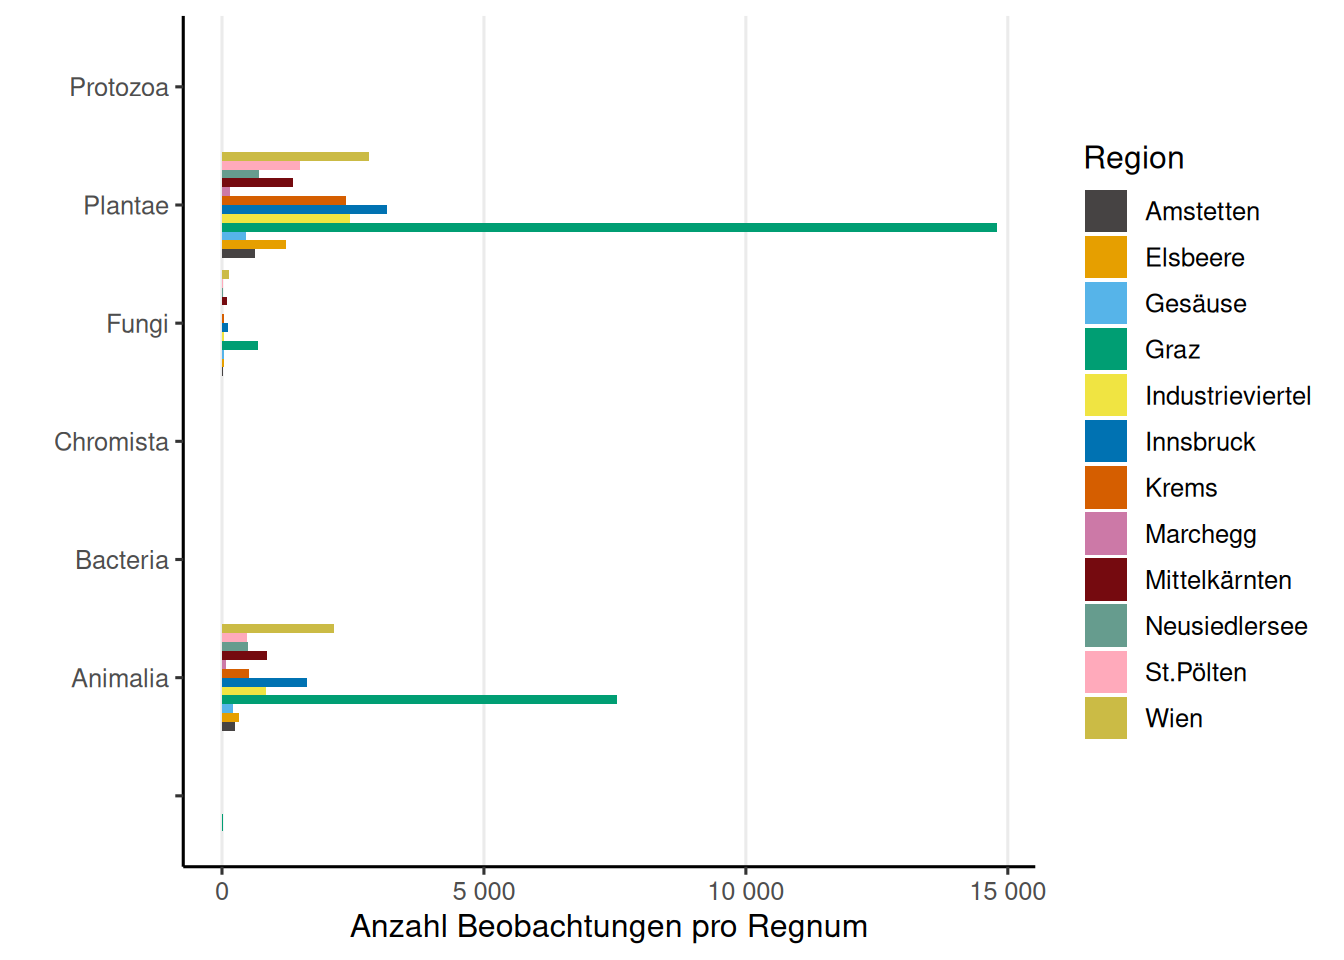 Protozoa
Plantae
Fungi
Chromista
Bacteria
Animalia
0
5 000
10 000
15 000
Anzahl Beobachtungen pro Regnum
Region
Amstetten
Elsbeere
Gesäuse
Graz
Industrieviertel
Innsbruck
Krems
Marchegg
Mittelkärnten
Neusiedlersee
St.Pölten
Wien